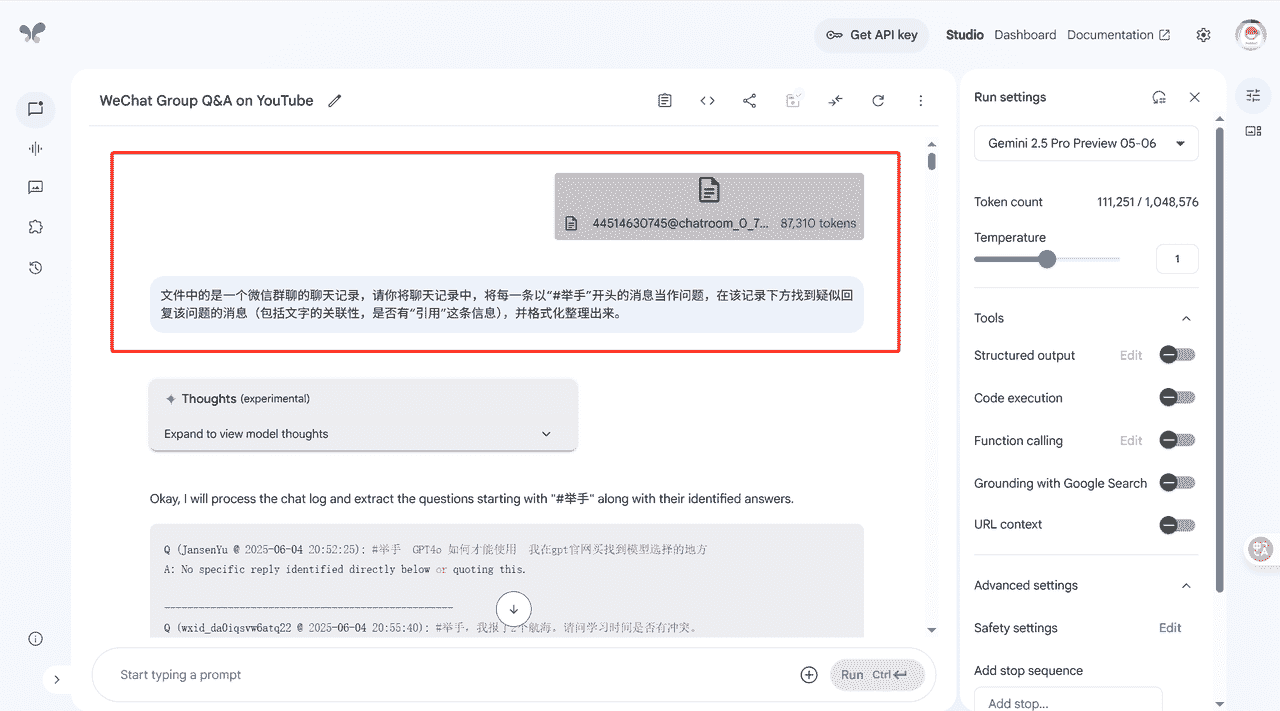 Get API key
Studio
Dashboard
Documentation
WeChat Group Q&A on YouTube
44514630745@chatroom_0_7... 87,310 tokens
文件中的是一个微信群聊的聊天记录，请你将聊天记录中，将每一条以“#举手”开头的消息当作问题，在该记录下方找到疑似回
复该问题的消息（包括文字的关联性，是否有“引用”这条信息），并格式化整理出来。
Thoughts (experimental)
Expand to view model thoughts
Okay, I will process the chat log and extract the questions starting with "#举手" along with their identified answers.
Q (JansenYu @ 2025-06-04 20:52:25): #举手 GPT4o 如何才能使用 我在gpt官网买找到模型选择的地方
A: No specific reply identified directly below or quoting this.
--------------------------------------------------
Q (wxid_da0iqsvw6atq22 @ 2025-06-04 20:55:40): #举手，我报了2个航海，请问学习时间是否有冲突。
Start typing a prompt
Run Ctrl
Run settings
Gemini 2.5 Pro Preview 05-06
Token count 111,251 / 1,048,576
Temperature
1
Tools
Structured output Edit
Code execution
Function calling Edit
Grounding with Google Search
URL context
Advanced settings
Safety settings Edit
Add stop sequence
Add stop...